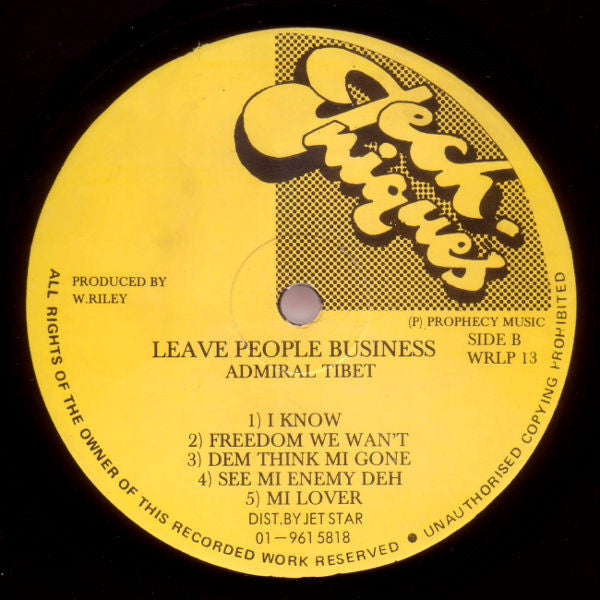 Teck-
niques
PRODUCED BY
W.RILEY
(P) PROPHECY MUSIC
SIDE B
WRLP 13
LEAVE PEOPLE BUSINESS
ADMIRAL TIBET
1) I KNOW
2) FREEDOM WE WAN'T
3) DEM THINK MI GONE
4) SEE MI ENEMY DEH
5) MI LOVER
DIST.BY JET STAR
01—961 5818
ALL RIGHTS OF THE OWNER OF THIS RECORDED WORK RESERVED ● UNAUTHORISED COPYING PROHIBITED